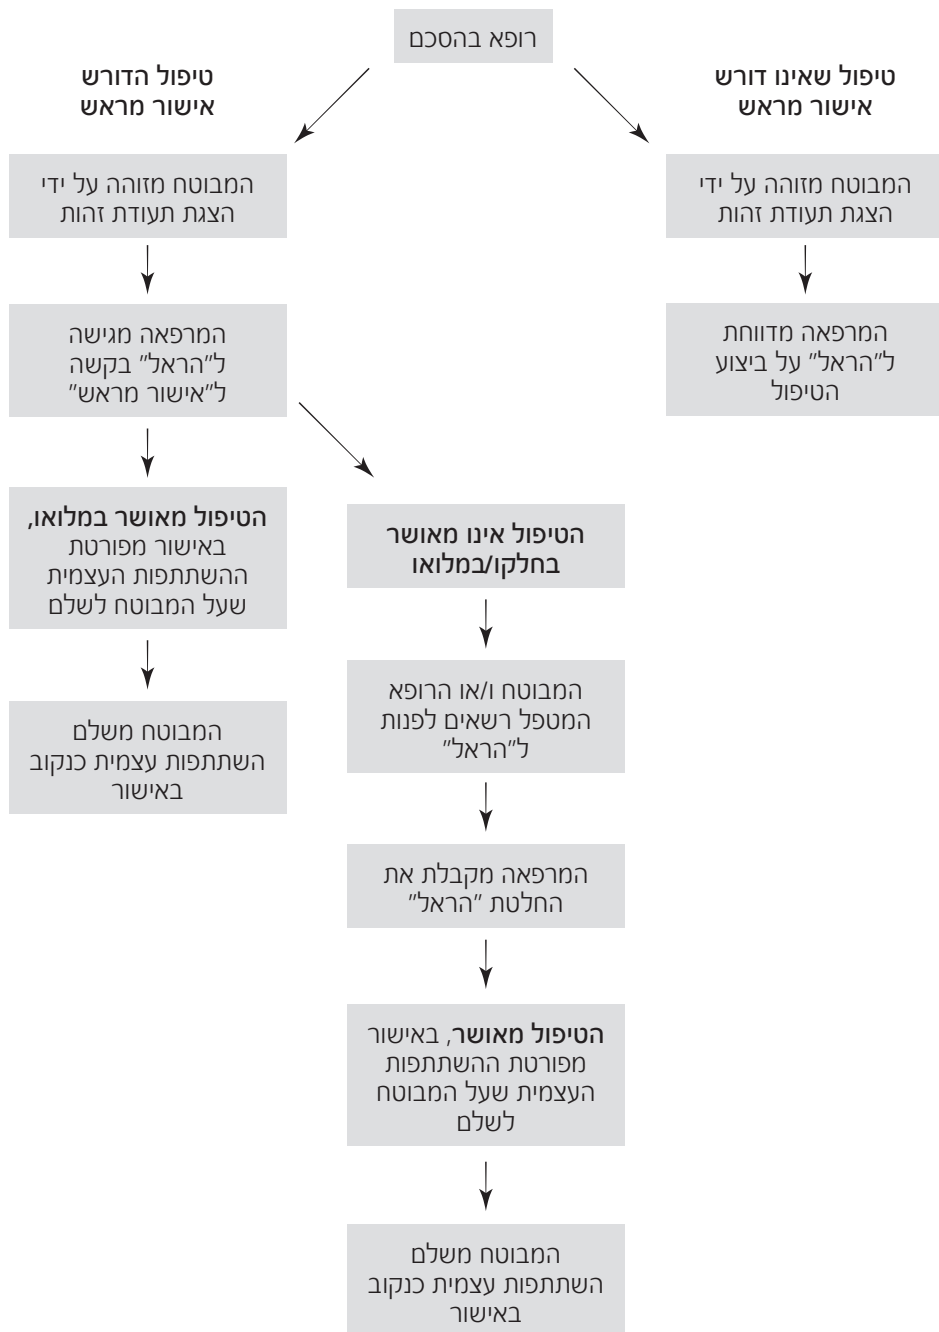 רופא בהסכם
טיפול שאינו דורש
אישור מראש
המבוטח מזוהה על ידי
הצגת תעודת זהות
המרפאה מדווחת
ל"הראל" על ביצוע
הטיפול
טיפול הדורש
אישור מראש
המבוטח מזוהה על ידי
הצגת תעודת זהות
המרפאה מגישה
ל"הראל" בקשה
ל"אישור מראש"
הטיפול מאושר במלואו,
באישור מפורטת
ההשתתפות העצמית
שעל המבוטח לשלם
המבוטח משלם
השתתפות עצמית כנקוב
באישור
הטיפול אינו מאושר
בחלקו/במלואו
המבוטח ו/או הרופא
המטפל רשאים לפנות
ל"הראל"
המרפאה מקבלת את
החלטת "הראל"
הטיפול מאושר, באישור
מפורטת ההשתתפות
העצמית שעל המבוטח
לשלם
המבוטח משלם
השתתפות עצמית כנקוב
באישור